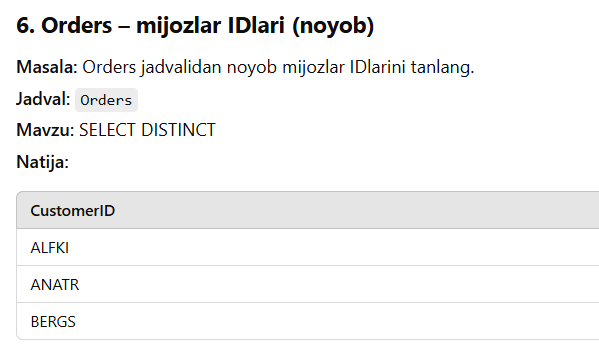 6. Orders – mijozlar IDlari (noyob)
Masala: Orders jadvalidan noyob mijozlar IDlarini tanlang.
Jadval: Orders
Mavzu: SELECT DISTINCT
Natija:
CustomerID
ALFKI
ANATR
BERGS